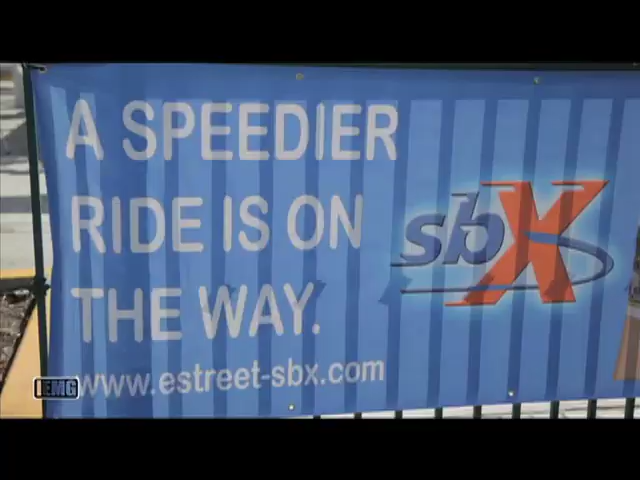 A SPEEDIER
RIDE IS ON
THE WAY.
www.estreet-sbx.com
sbX
EMG